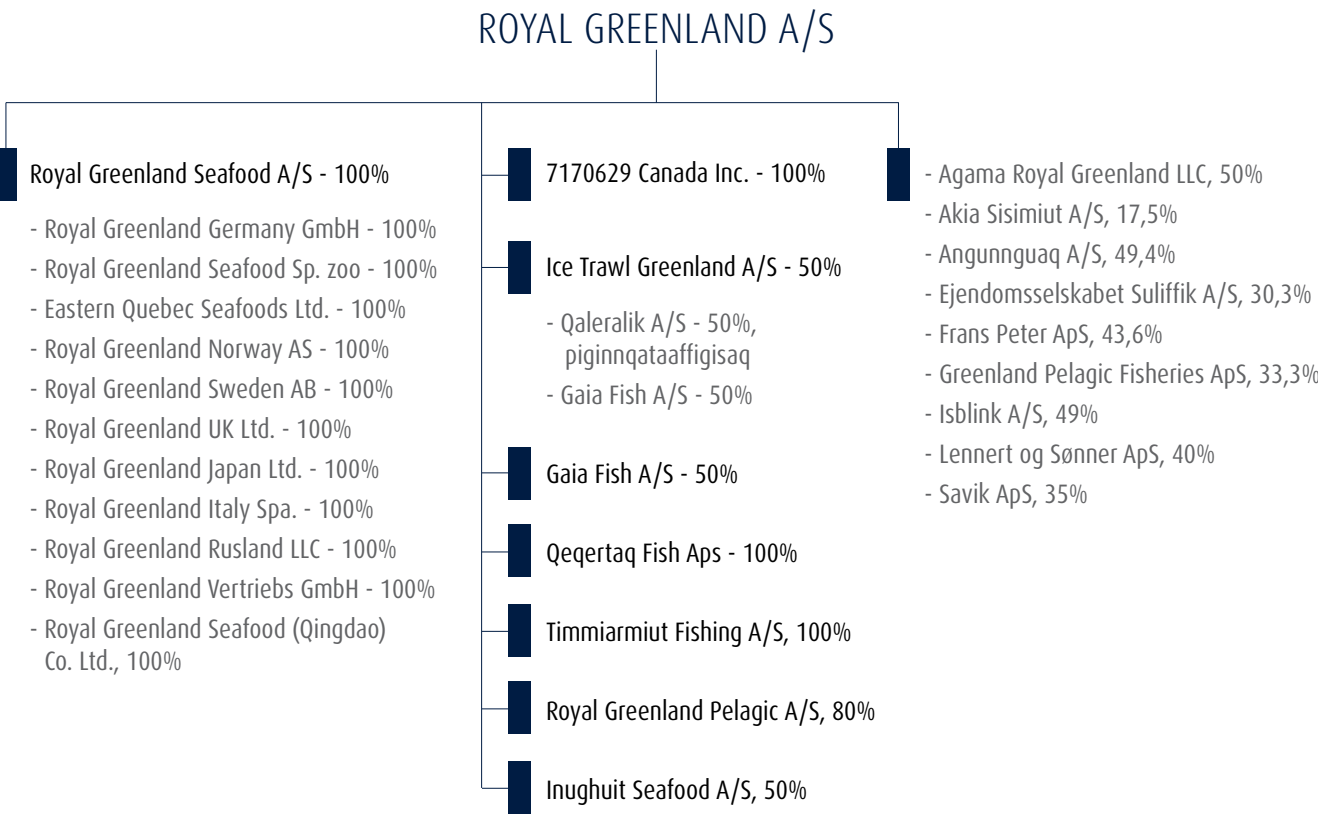 ROYAL GREENLAND A/S
Royal Greenland Seafood A/S - 100%
- Royal Greenland Germany GmbH - 100%
- Royal Greenland Seafood Sp. zoo - 100%
- Eastern Quebec Seafoods Ltd. - 100%
- Royal Greenland Norway AS - 100%
- Royal Greenland Sweden AB - 100%
- Royal Greenland UK Ltd. - 100%
- Royal Greenland Japan Ltd. - 100%
- Royal Greenland Italy Spa. - 100%
- Royal Greenland Rusland LLC - 100%
- Royal Greenland Vertriebs GmbH - 100%
- Royal Greenland Seafood (Qingdao)
Co. Ltd., 100%
7170629 Canada Inc. - 100%
Ice Trawl Greenland A/S - 50%
- Qaleralik A/S - 50%,
piginnqataaffigisaq
- Gaia Fish A/S - 50%
Gaia Fish A/S - 50%
Qeqertaq Fish Aps - 100%
Timmiarmiut Fishing A/S, 100%
Royal Greenland Pelagic A/S, 80%
Inughuit Seafood A/S, 50%
- Agama Royal Greenland LLC, 50%
- Akia Sisimiut A/S, 17,5%
- Angunnguaq A/S, 49,4%
- Ejendomsselskabet Suliffik A/S, 30,3%
- Frans Peter ApS, 43,6%
- Greenland Pelagic Fisheries ApS, 33,3%
- Isblink A/S, 49%
- Lennert og Sønner ApS, 40%
- Savik ApS, 35%